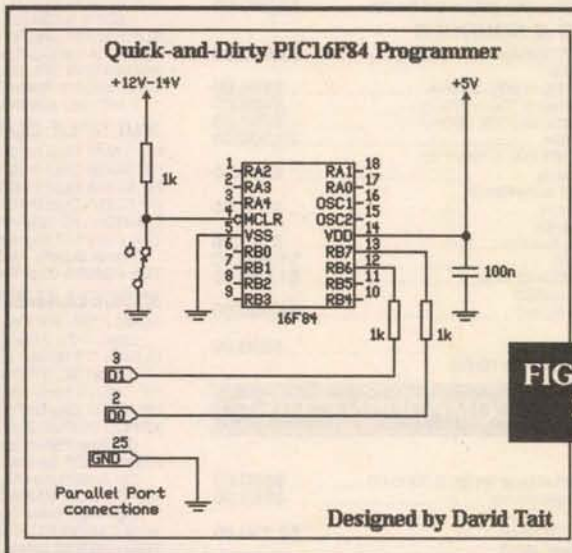 Quick-and-Dirty PIC16F84 Programmer
+12V-14V
+5V
1k
1 RA2 RA1 18
2 RA3 RA0 17
3 RA4 OSC1 16
4 MCLR OSC2 15
5 VSS VDD 14
6 RB0 RB7 13
7 RB1 RB6 12
8 RB2 RB5 11
9 RB3 RB4 10
16F84
100n
1k 1k
3
D1
2
D0
25
GND
FIG
Parallel Port
connections
Designed by David Tait